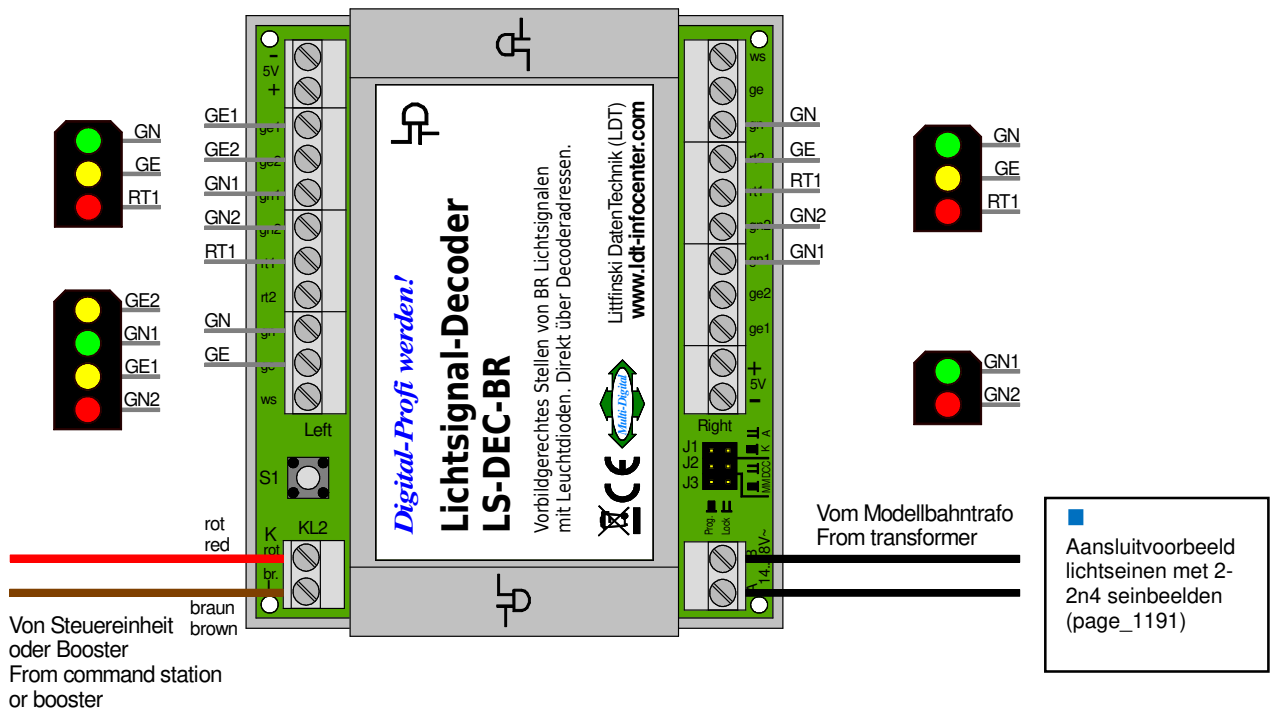 GN
GE
RT1
GE2
GN1
GE1
GN2
GE1
GE2
GN1
GN2
RT1
GN
GE
-
5V
+
ge1
ge2
gn1
gn2
rt1
rt2
gn
ge
ws
Left
S1
K
KL2
rot
br.
rot
red
braun
brown
Von Steuereinheit
oder Booster
From command station
or booster
Digital-Profi werden!
Lichtsignal-Decoder
LS-DEC-BR
Vorbildgerechtes Stellen von BR Lichtsignalen
mit Leuchtdioden. Direkt über Decoderadressen.
Littfinski DatenTechnik (LDT)
www.ldt-infocenter.com
Multi-Digital
CE
ws
ge
gn
rt2
rt1
gn2
gn1
ge2
ge1
+
5V
-
Right
J1
J2
J3
K A
MM DCC
Prog.
Lock
14...18V~
GN
GE
RT1
GN2
GN1
GN
GE
RT1
GN1
GN2
Vom Modellbahntrafo
From transformer
Aansluitvoorbeeld
lichtseinen met 2-
2n4 seinbeelden
(page_1191)